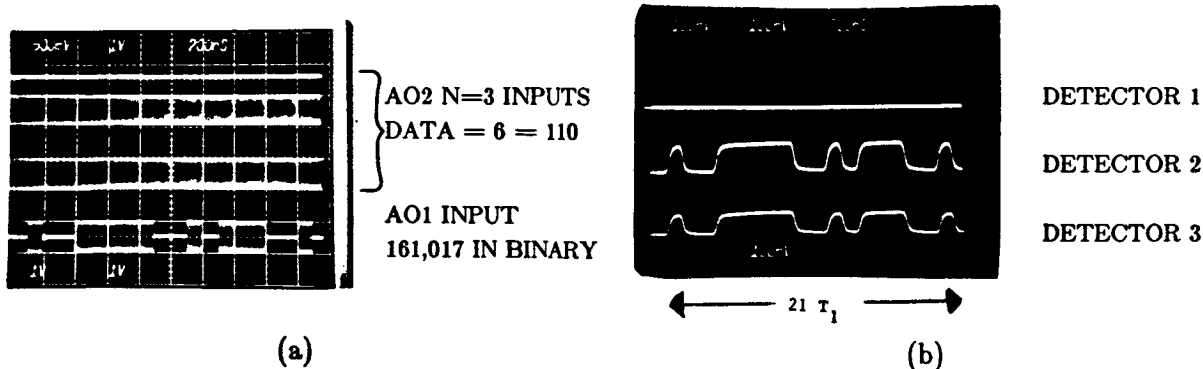 AO2 N=3 INPUTS
DATA = 6 = 110
AO1 INPUT
161,017 IN BINARY
(a)
DETECTOR 1
DETECTOR 2
DETECTOR 3
21 T1
(b)